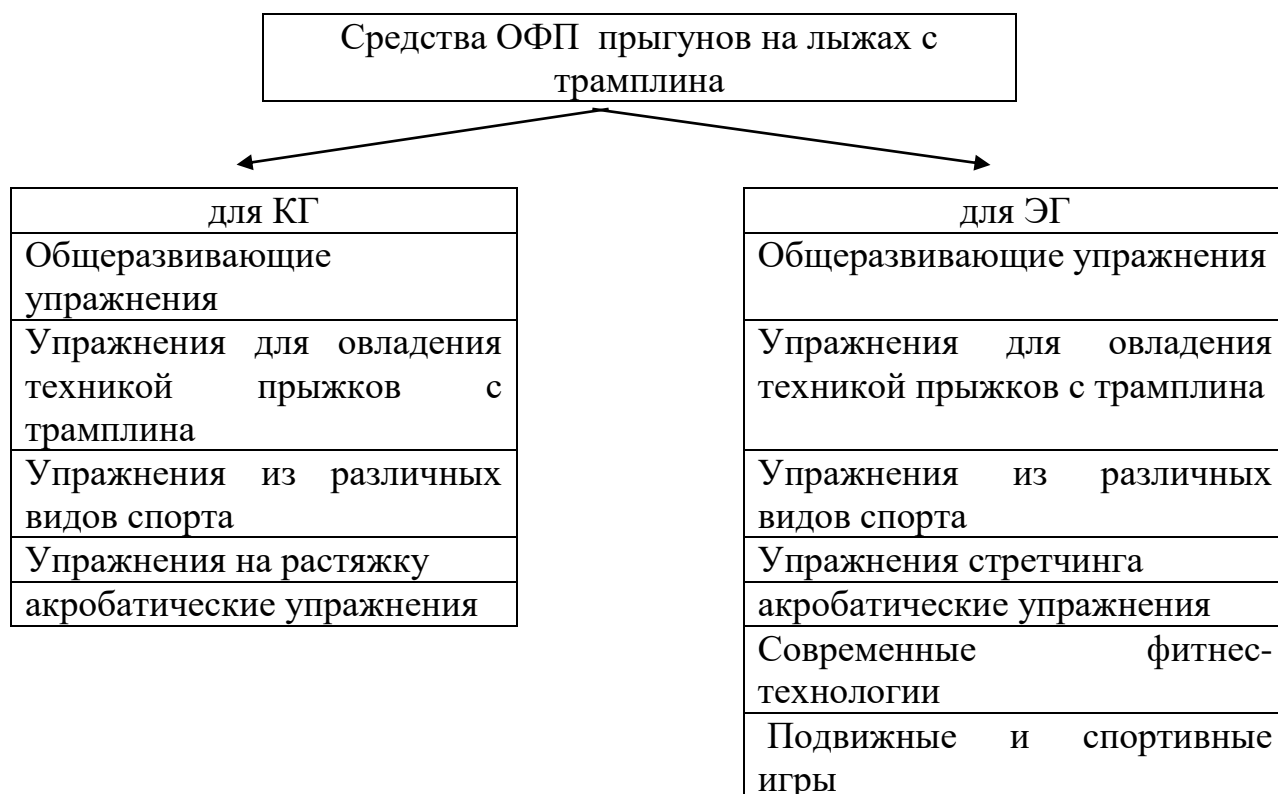 Средства ОФП прыгунов на лыжах с
трамплина
для КГ
Общеразвивающие
упражнения
Упражнения для овладения
техникой прыжков с
трамплина
Упражнения из различных
видов спорта
Упражнения на растяжку
акробатические упражнения
для ЭГ
Общеразвивающие упражнения
Упражнения для овладения
техникой прыжков с трамплина
Упражнения из различных
видов спорта
Упражнения стретчинга
акробатические упражнения
Современные фитнес-
технологии
Подвижные и спортивные
игры